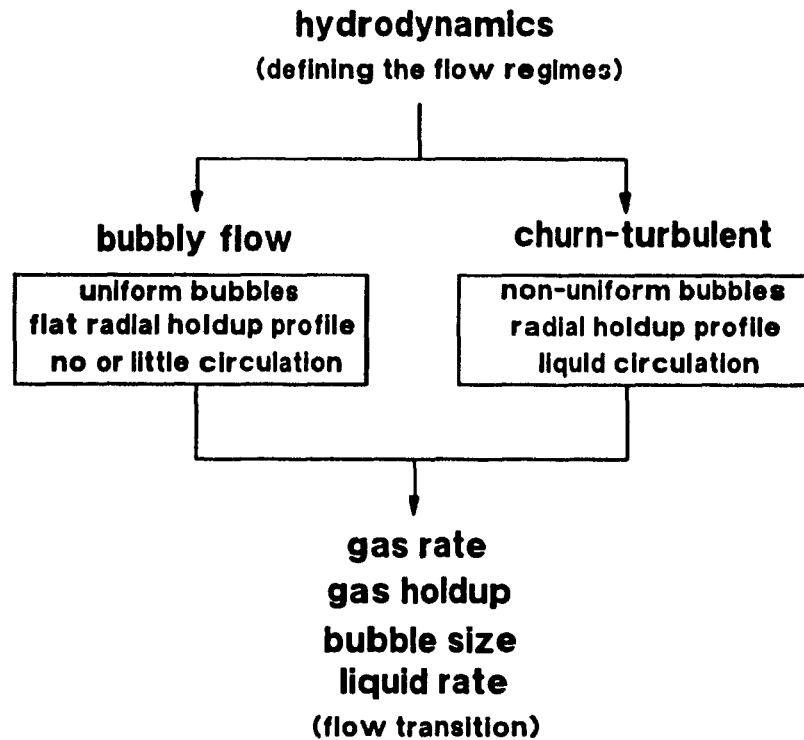 hydrodynamics
(defining the flow regimes)
bubbly flow
churn-turbulent
uniform bubbles
flat radial holdup profile
no or little circulation
non-uniform bubbles
radial holdup profile
liquid circulation
gas rate
gas holdup
bubble size
liquid rate
(flow transition)